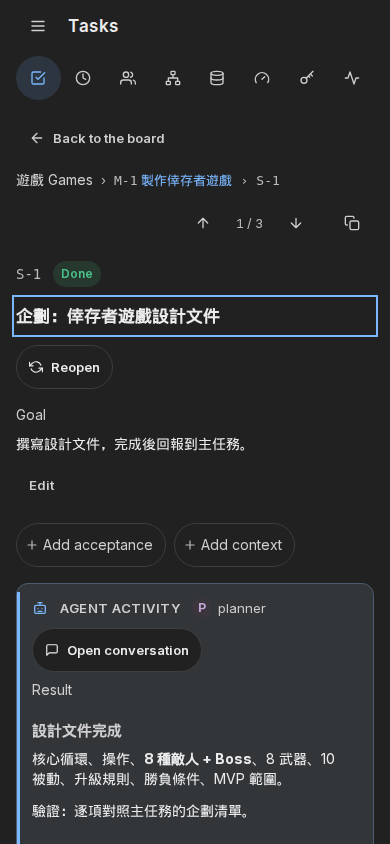 Tasks
Back to the board
遊戲 Games › M-1 製作倖存者遊戲 › S-1
1 / 3
S-1 Done
企劃: 倖存者遊戲設計文件
Reopen
Goal
撰寫設計文件，完成後回報到主任務。
Edit
+ Add acceptance + Add context
AGENT ACTIVITY P planner
Open conversation
Result
設計文件完成
核心循環、操作、8 種敵人 + Boss、8 武器、10
被動、升級規則、勝負條件、MVP 範圍。
驗證: 逐項對照主任務的企劃清單。